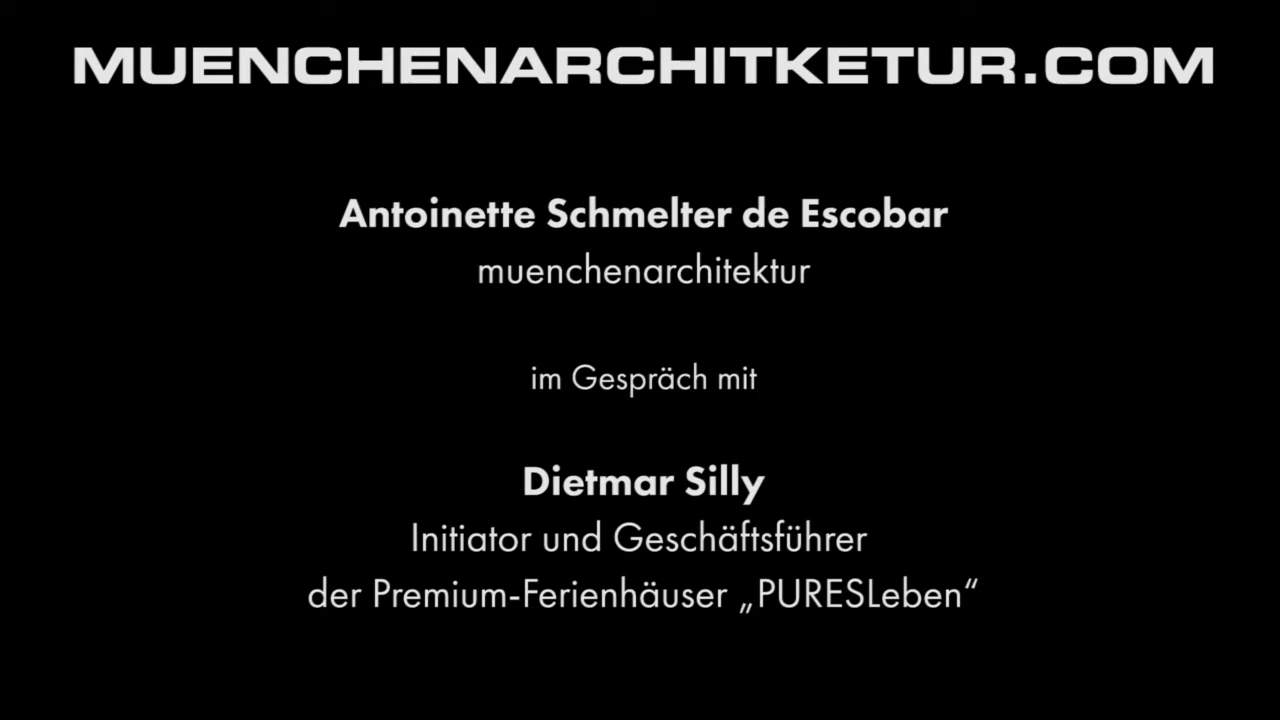 MUENCHENARCHITKETUR.COM
Antoinette Schmelter de Escobar
muenchenarchitektur
im Gespräch mit
Dietmar Silly
Initiator und Geschäftsführer
der Premium-Ferienhäuser „PURESLeben“